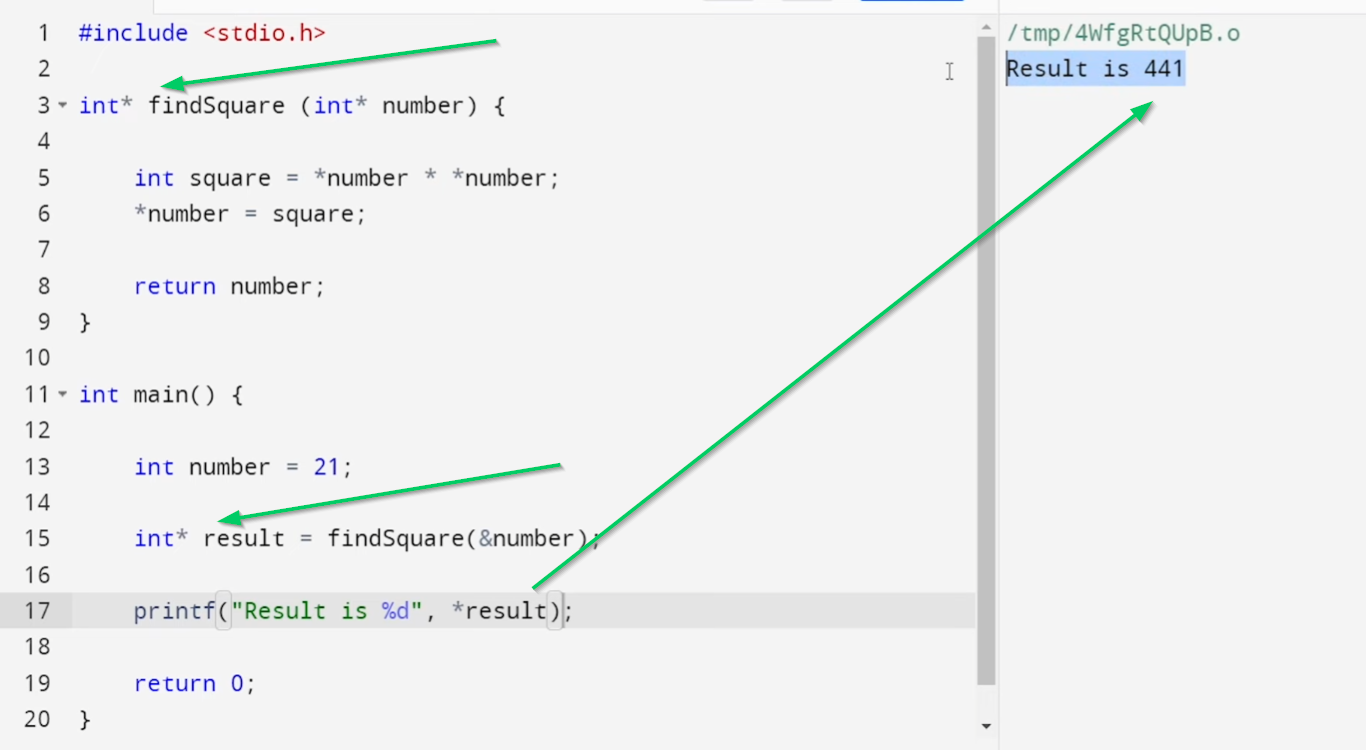 1 #include <stdio.h>
2
3 int* findSquare (int* number) {
4
5 int square = *number * *number;
6 *number = square;
7
8 return number;
9 }
10
11 int main() {
12
13 int number = 21;
14
15 int* result = findSquare(&number);
16
17 printf("Result is %d", *result);
18
19 return 0;
20 }
/tmp/4WfgRtQUpB.o
Result is 441